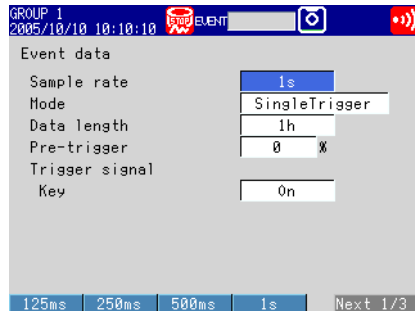 GROUP 1
2005/10/10 10:10:10 STOP EVENT
Event data
Sample rate 1s
Mode SingleTrigger
Data length 1h
Pre-trigger 0 %
Trigger signal
Key On
125ms 250ms 500ms 1s Next 1/3